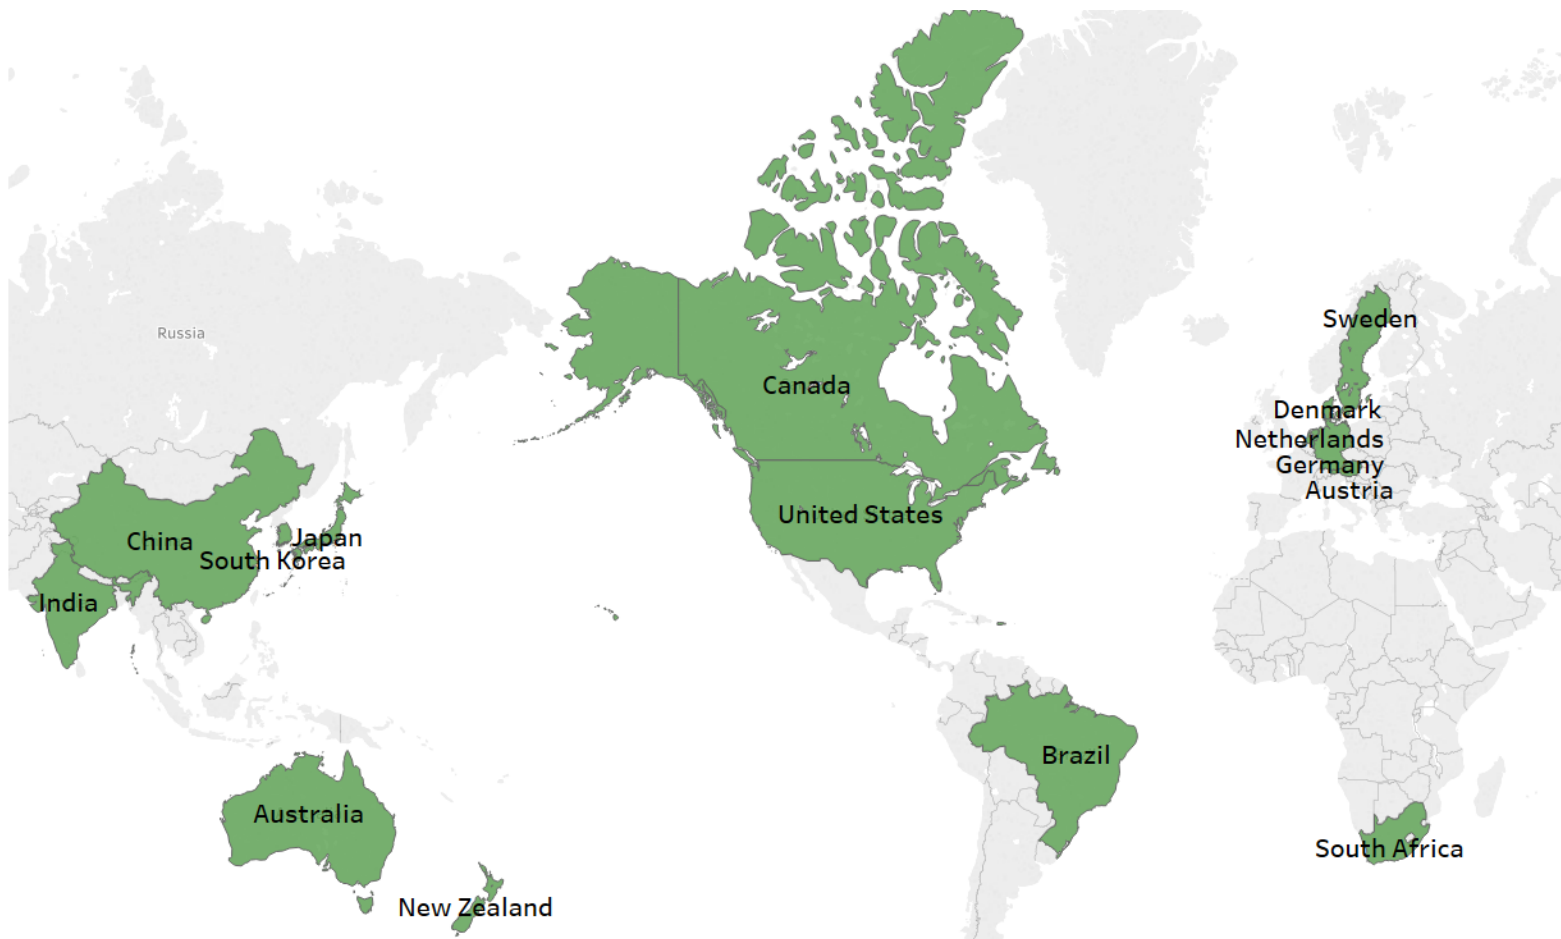 Sweden
Russia
Canada
Denmark
Netherlands
Germany
Austria
United States
China
Japan
South Korea
India
Brazil
Australia
South Africa
New Zealand